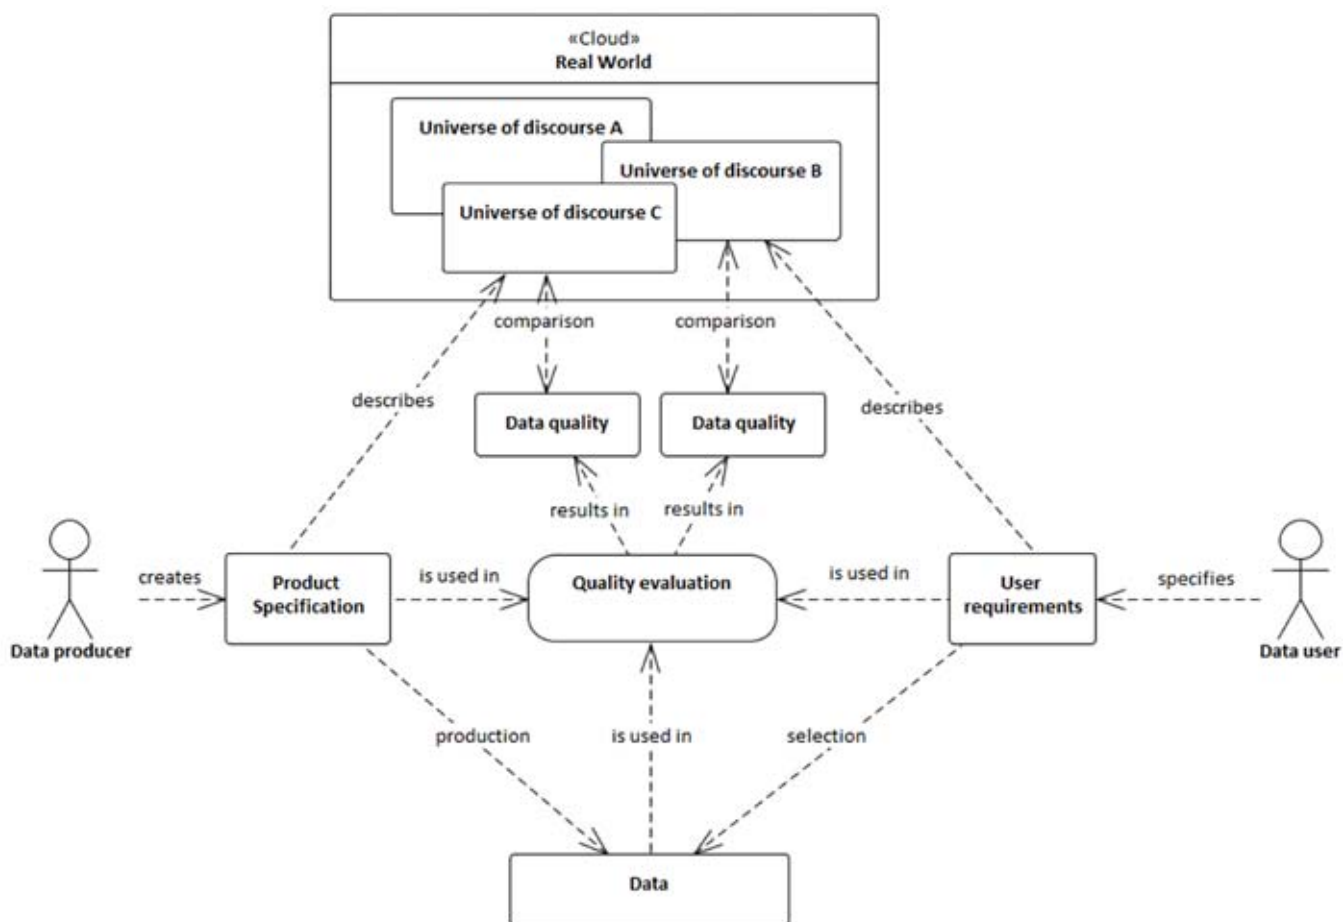 «Cloud»
Real World
Universe of discourse A
Universe of discourse B
Universe of discourse C
comparison
comparison
describes
describes
Data quality
Data quality
results in
results in
creates
Product
Specification
is used in
Quality evaluation
is used in
User
requirements
specifies
Data producer
Data user
production
is used in
selection
Data